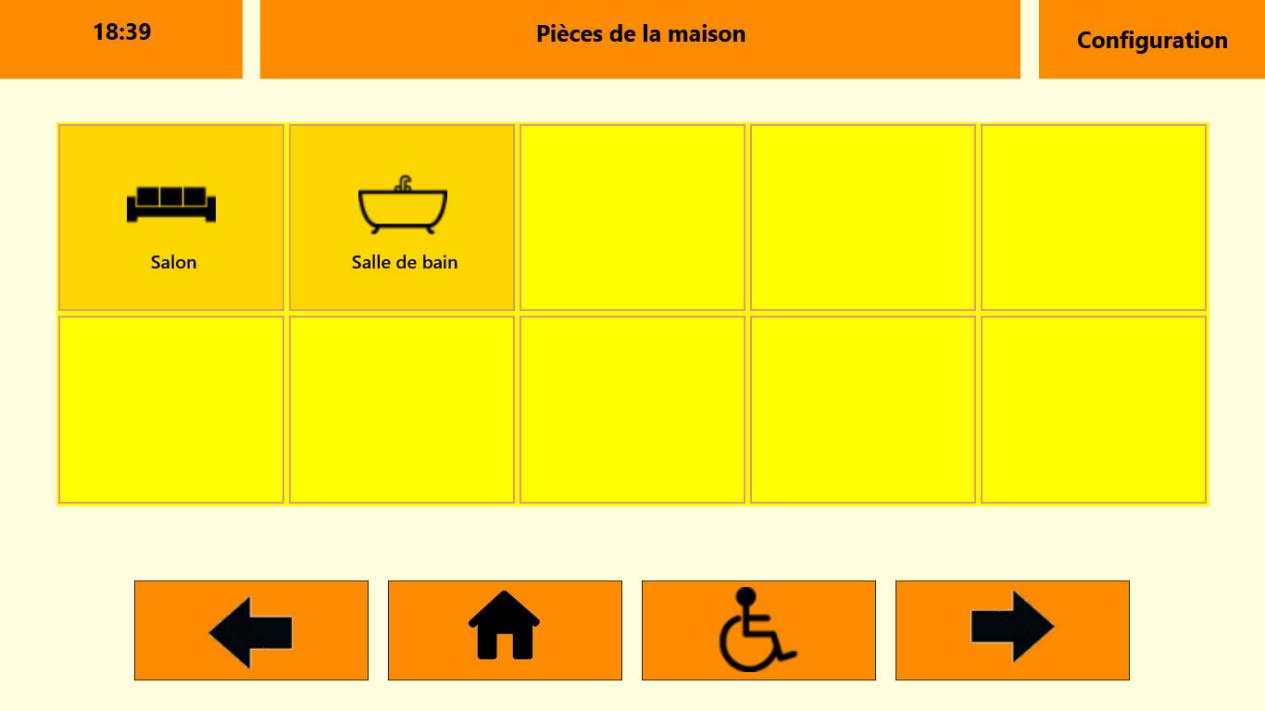 18:39
Pièces de la maison
Configuration
Salon
Salle de bain